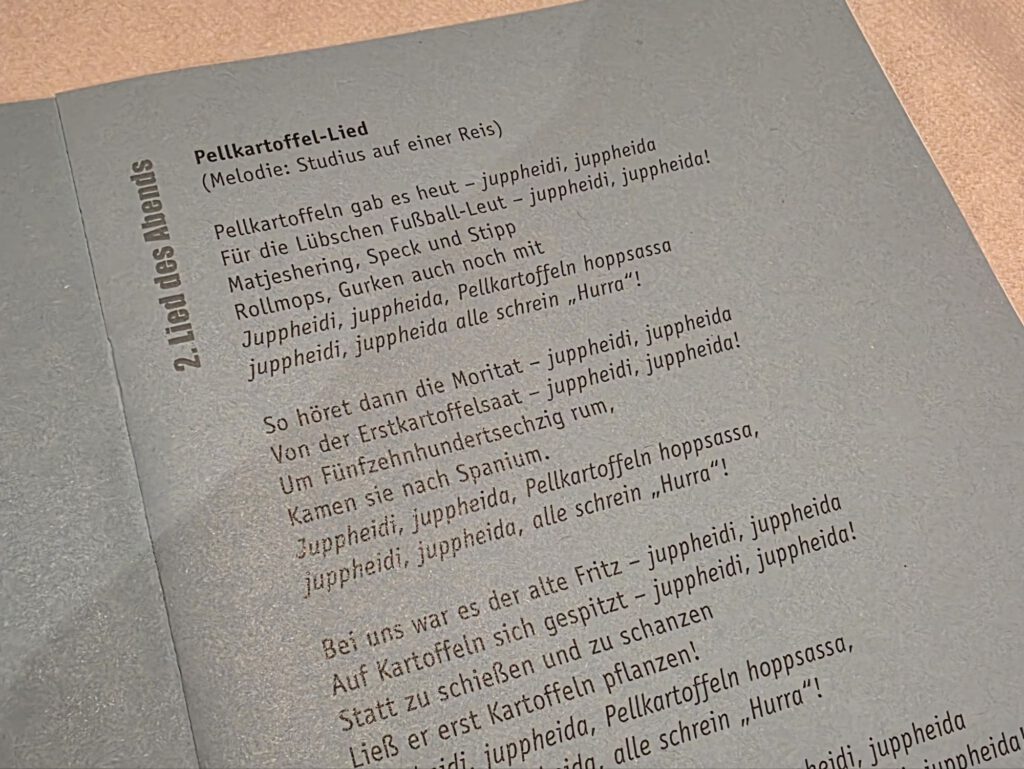 2. Lied des Abends
Pellkartoffel-Lied
(Melodie: Studius auf einer Reis)
Pellkartoffeln gab es heut – juppheidi, juppheida
Für die Lübschen Fußball-Leut – juppheidi, juppheida!
Matjeshering, Speck und Stipp
Rollmops, Gurken auch noch mit
Juppheidi, juppheida, Pellkartoffeln hoppsassa
juppheidi, juppheida alle schrein „Hurra“!
So höret dann die Moritat – juppheidi, juppheida
Von der Erstkartoffelsaat – juppheidi, juppheida!
Um Fünfzehnhundertsechzig rum,
Kamen sie nach Spanium.
Juppheidi, juppheida, Pellkartoffeln hoppsassa,
juppheidi, juppheida, alle schrein „Hurra“!
Bei uns war es der alte Fritz – juppheidi, juppheida
Auf Kartoffeln sich gespitzt – juppheidi, juppheida!
Statt zu schießen und zu schanzen
Ließ er erst Kartoffeln pflanzen!
juppheida, Pellkartoffeln hoppsassa,
alle schrein „Hurra“!
juppheida
juppheida!